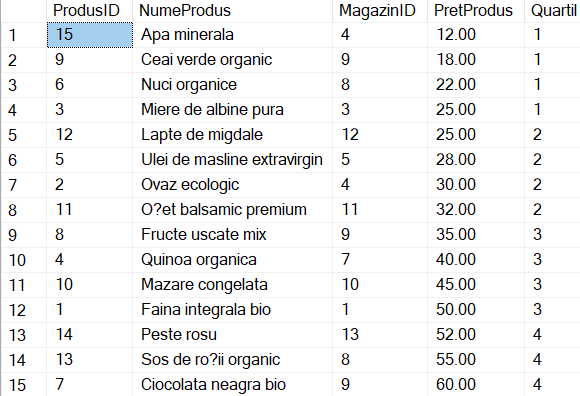 ProdusID NumeProdus MagazinID PretProdus Quartil
1 15 Apa minerala 4 12.00 1
2 9 Ceai verde organic 9 18.00 1
3 6 Nuci organice 8 22.00 1
4 3 Miere de albine pura 3 25.00 1
5 12 Lapte de migdale 12 25.00 2
6 5 Ulei de masline extravirgin 5 28.00 2
7 2 Ovaz ecologic 4 30.00 2
8 11 O?et balsamic premium 11 32.00 2
9 8 Fructe uscate mix 9 35.00 3
10 4 Quinoa organica 7 40.00 3
11 10 Mazare congelata 10 45.00 3
12 1 Faina integrala bio 1 50.00 3
13 14 Peste rosu 13 52.00 4
14 13 Sos de ro?ii organic 8 55.00 4
15 7 Ciocolata neagra bio 9 60.00 4